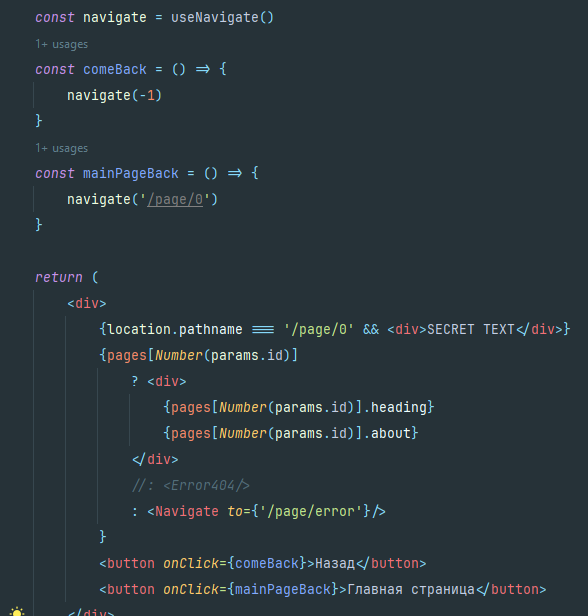 const navigate = useNavigate()
1+ usages
const comeBack = () => {
navigate(-1)
}
1+ usages
const mainPageBack = () => {
navigate('/page/0')
}
return (
<div>
{location.pathname === '/page/0' && <div>SECRET TEXT</div>}
{pages[Number(params.id)]
? <div>
{pages[Number(params.id)].heading}
{pages[Number(params.id)].about}
</div>
//: <Error404/>
: <Navigate to={'/page/error'}/>
}
<button onClick={comeBack}>Назад</button>
<button onClick={mainPageBack}>Главная страница</button>
</div>